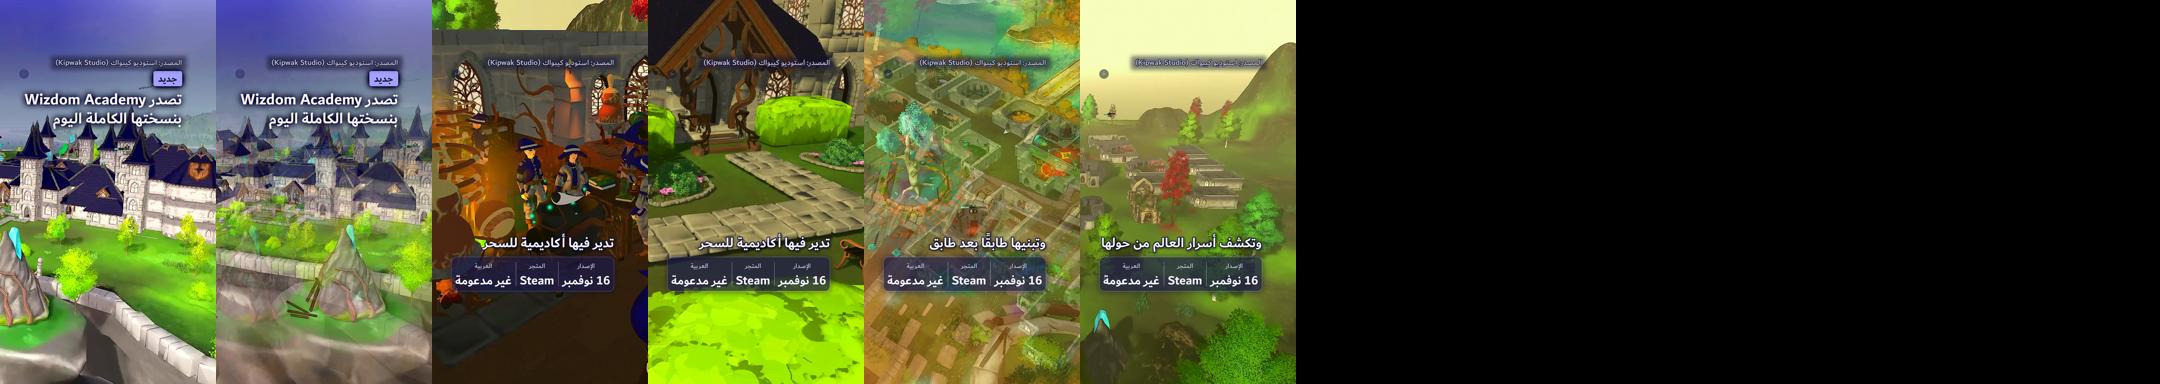 المصدر: استوديو كيبواك (Kipwak Studio)
جديد
تصدر Wizdom Academy
بنسختها الكاملة اليوم
المصدر: استوديو كيبواك (Kipwak Studio)
جديد
تصدر Wizdom Academy
بنسختها الكاملة اليوم
المصدر: استوديو كيبواك (Kipwak Studio)
تدير فيها أكاديمية للسحر
الإصدار المتجر العربية
16 نوفمبر Steam غير مدعومة
المصدر: استوديو كيبواك (Kipwak Studio)
تدير فيها أكاديمية للسحر
الإصدار المتجر العربية
16 نوفمبر Steam غير مدعومة
المصدر: استوديو كيبواك (Kipwak Studio)
وتبنيها طابقًا بعد طابق
الإصدار المتجر العربية
16 نوفمبر Steam غير مدعومة
المصدر: استوديو كيبواك (Kipwak Studio)
وتكشف أسرار العالم من حولها
الإصدار المتجر العربية
16 نوفمبر Steam غير مدعومة